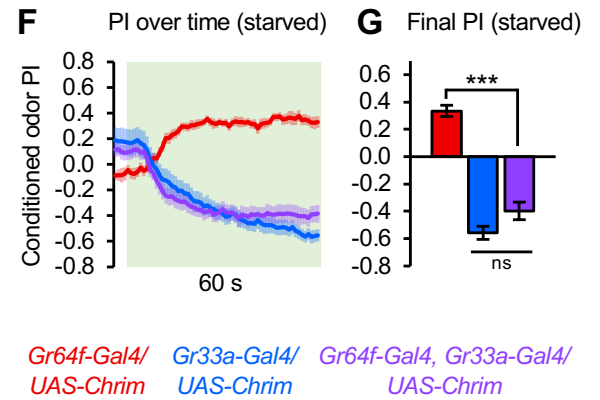 F PI over time (starved)
Conditioned odor PI
0.8
0.6
0.4
0.2
0.0
-0.2
-0.4
-0.6
-0.8
60 s
G Final PI (starved)
0.6
0.4
0.2
0.0
-0.2
-0.4
-0.6
-0.8
***
ns
Gr64f-Gal4/
UAS-Chrim
Gr33a-Gal4/
UAS-Chrim
Gr64f-Gal4, Gr33a-Gal4/
UAS-Chrim